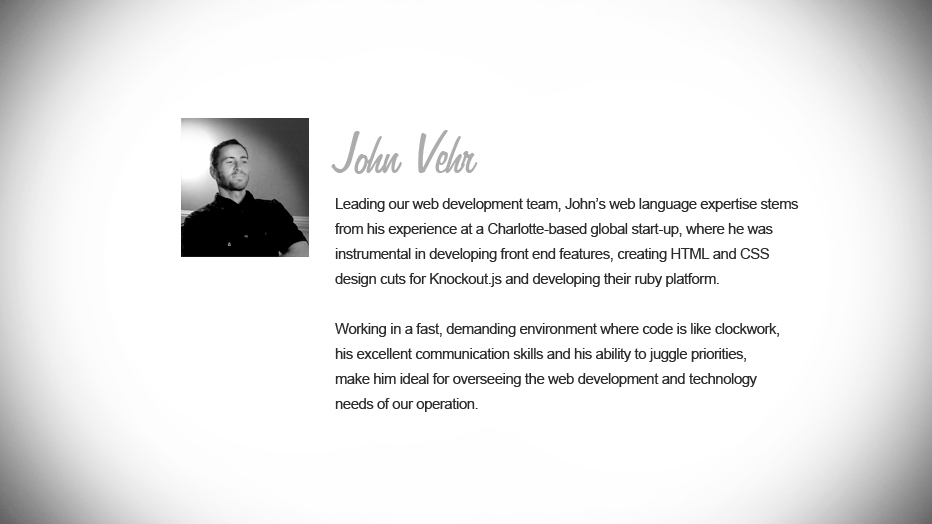 John Vehr
Leading our web development team, John’s web language expertise stems
from his experience at a Charlotte-based global start-up, where he was
instrumental in developing front end features, creating HTML and CSS
design cuts for Knockout.js and developing their ruby platform.
Working in a fast, demanding environment where code is like clockwork,
his excellent communication skills and his ability to juggle priorities,
make him ideal for overseeing the web development and technology
needs of our operation.